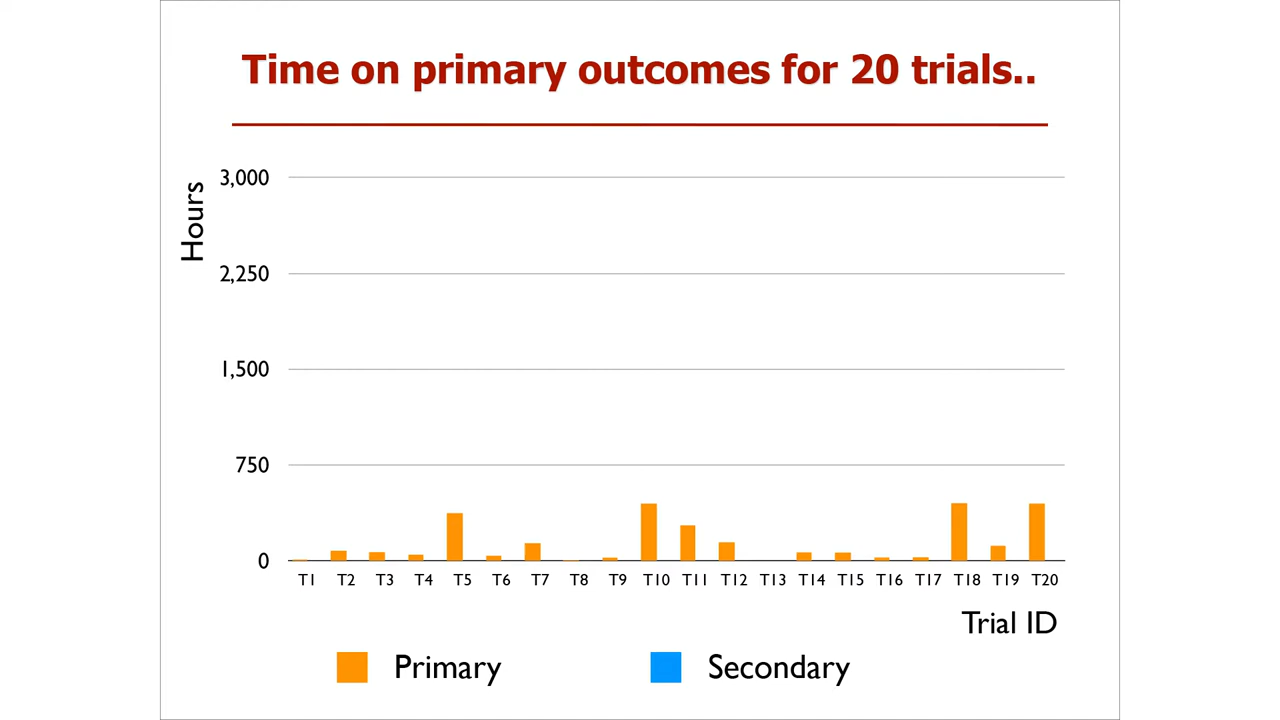 Time on primary outcomes for 20 trials..
Hours
3,000
2,250
1,500
750
0
T1 T2 T3 T4 T5 T6 T7 T8 T9 T10 T11 T12 T13 T14 T15 T16 T17 T18 T19 T20
Trial ID
Primary Secondary